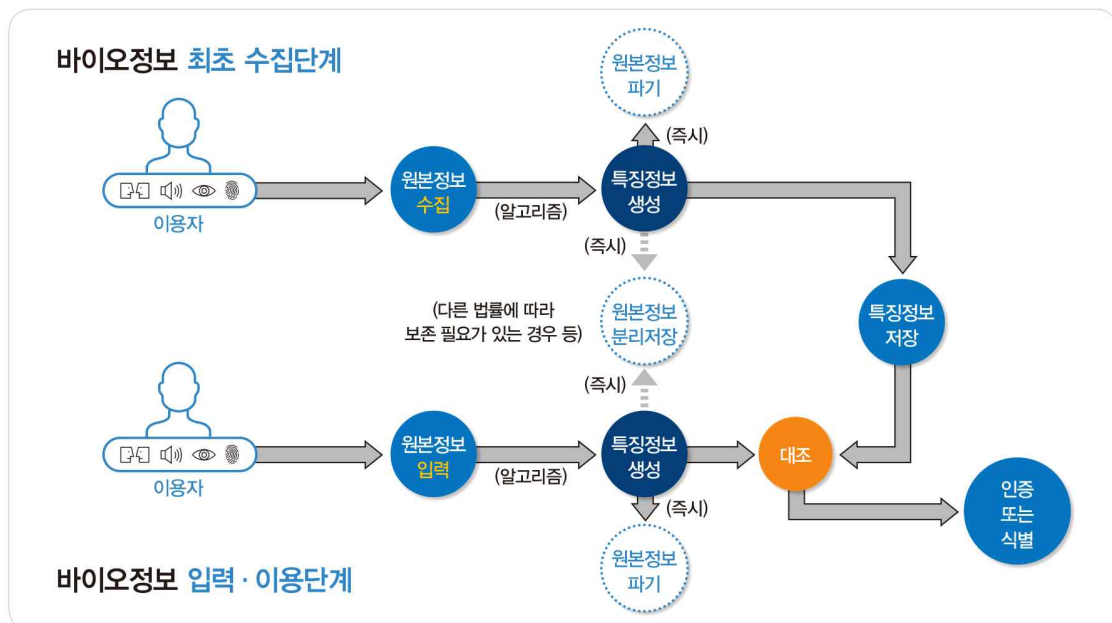 바이오정보 최초 수집단계
원본정보
파기
(즉시)
이용자
원본정보
수집
(알고리즘)
특징정보
생성
(즉시)
(다른 법률에 따라
보존 필요가 있는 경우 등)
원본정보
분리저장
특징정보
저장
(즉시)
이용자
원본정보
입력
(알고리즘)
특징정보
생성
대조
(즉시)
인증
또는
식별
원본정보
파기
바이오정보 입력 · 이용단계